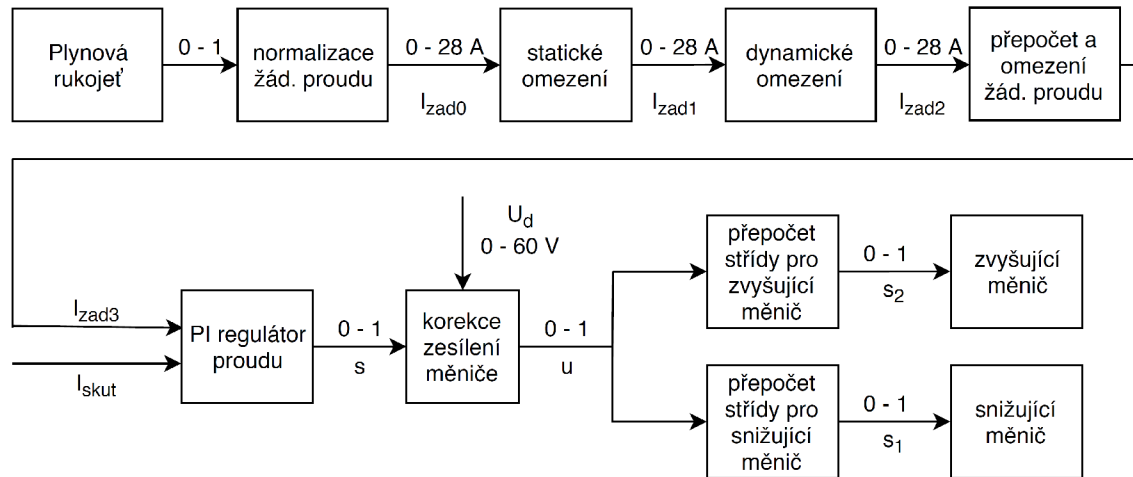 Plynová
rukojeť
0 - 1
normalizace
žád. proudu
0 - 28 A
I_zad0
statické
omezení
0 - 28 A
I_zad1
dynamické
omezení
0 - 28 A
I_zad2
přepočet a
omezení
žád. proudu
I_zad3
I_skut
PI regulátor
proudu
0 - 1
s
U_d
0 - 60 V
korekce
zesílení
měniče
0 - 1
u
přepočet
střídy pro
zvyšující
měnič
0 - 1
s_2
zvyšující
měnič
přepočet
střídy pro
snižující
měnič
0 - 1
s_1
snižující
měnič